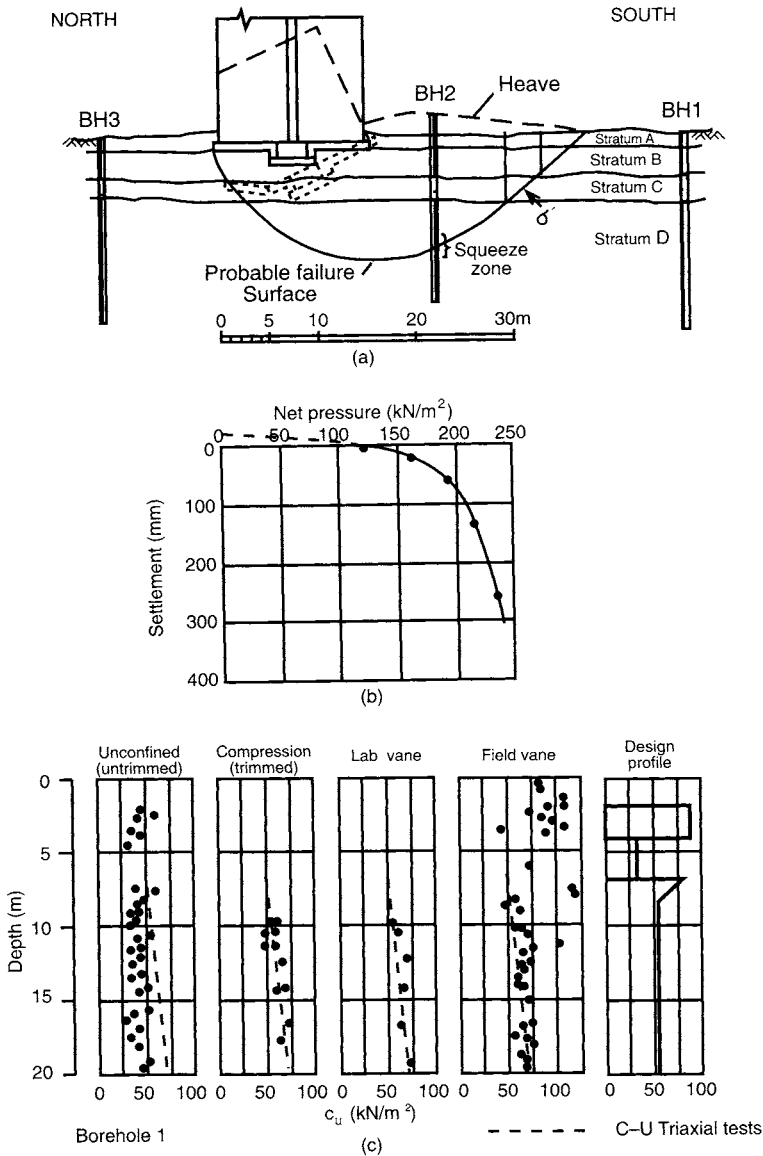 NORTH
SOUTH
BH3
BH2
Heave
BH1
Stratum A
Stratum B
Stratum C
σ'
Stratum D
Squeeze
zone
Probable failure
Surface
0 5 10 20 30m
(a)
Net pressure (kN/m²)
0 50 100 150 200 250
0
100
200
300
400
Settlement (mm)
(b)
Unconfined
(untrimmed)
Compression
(trimmed)
Lab vane
Field vane
Design
profile
0
5
10
15
20
Depth (m)
0 50 100 0 50 100 0 50 100 0 50 100 0 50 100
cu (kN/m²)
Borehole 1
C–U Triaxial tests
(c)